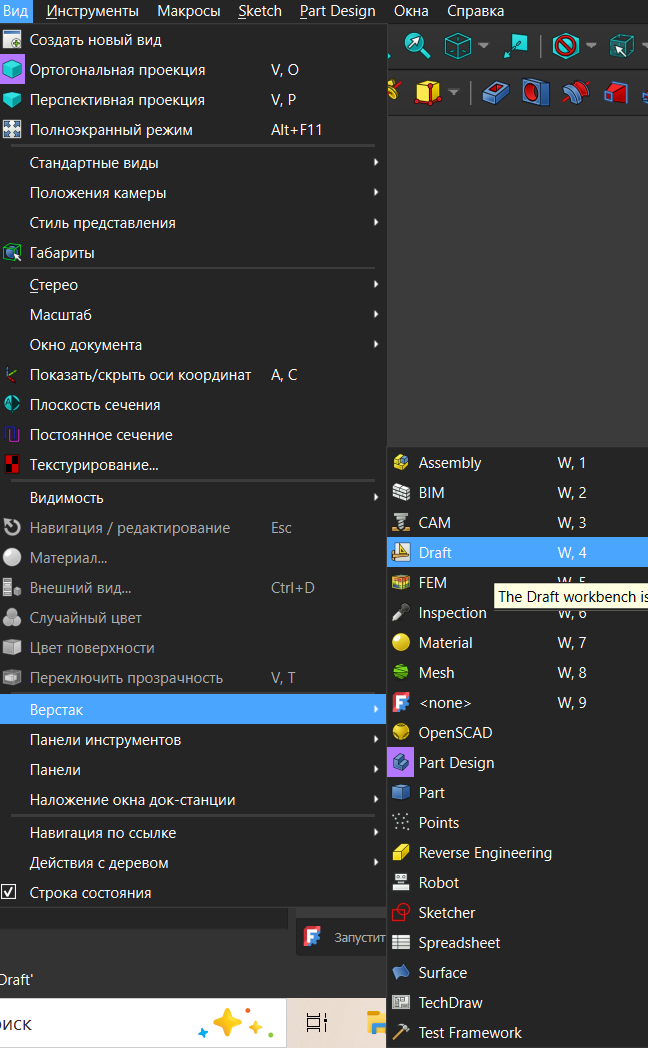 Вид Инструменты Макросы Sketch Part Design Окна Справка
Создать новый вид
Ортогональная проекция V, O
Перспективная проекция V, P
Полноэкранный режим Alt+F11
Стандартные виды
Положения камеры
Стиль представления
Габариты
Стерео
Масштаб
Окно документа
Показать/скрыть оси координат A, C
Плоскость сечения
Постоянное сечение
Текстурирование...
Видимость
Навигация / редактирование Esc
Материал...
Внешний вид... Ctrl+D
Случайный цвет
Цвет поверхности
Переключить прозрачность V, T
Верстак
Панели инструментов
Панели
Наложение окна док-станции
Навигация по ссылке
Действия с деревом
Строка состояния
Assembly W, 1
BIM W, 2
CAM W, 3
Draft W, 4
FEM W, 5
The Draft workbench is
Inspection W, 6
Material W, 7
Mesh W, 8
<none> W, 9
OpenSCAD
Part Design
Part
Points
Reverse Engineering
Robot
Sketcher
Spreadsheet
Surface
TechDraw
Test Framework
Запустит
Draft'
иск